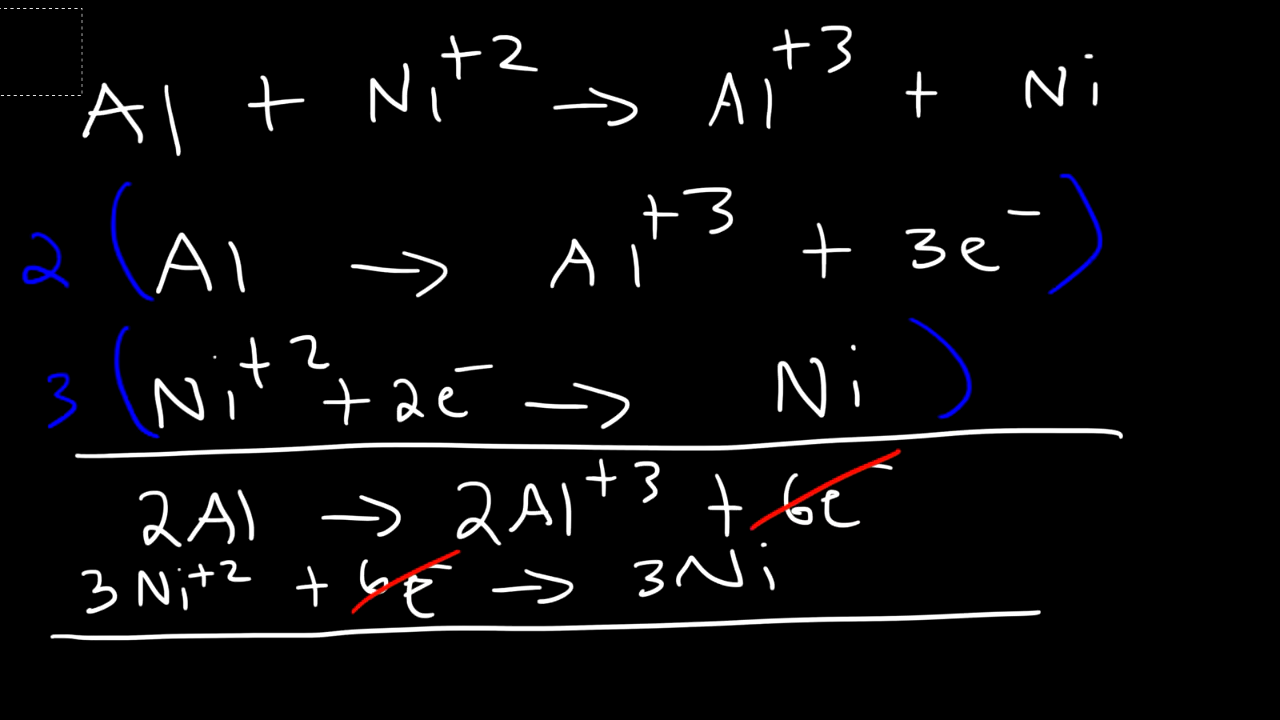 Al + Ni⁺² → Al⁺³ + Ni
2 (Al → Al⁺³ + 3e⁻)
3 (Ni⁺² + 2e⁻ → Ni)
2Al → 2Al⁺³ + 6e⁻
3Ni⁺² + 6e⁻ → 3Ni